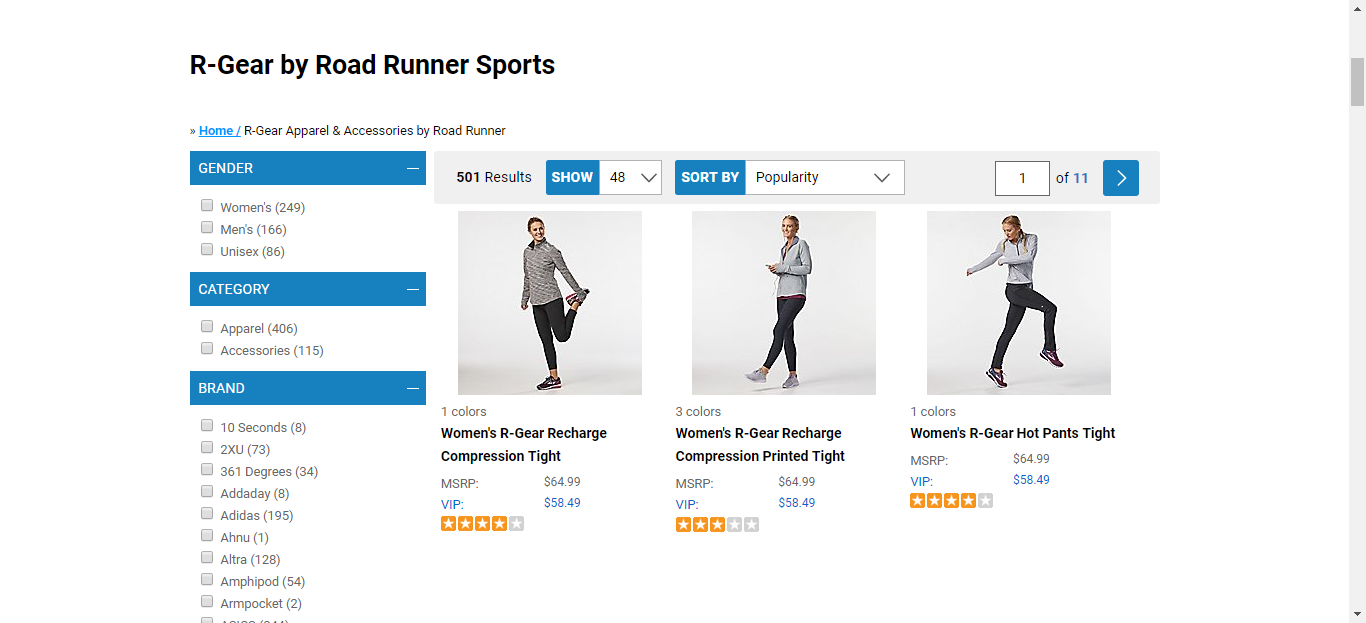 R-Gear by Road Runner Sports
» Home / R-Gear Apparel & Accessories by Road Runner
GENDER
Women's (249)
Men's (166)
Unisex (86)
CATEGORY
Apparel (406)
Accessories (115)
BRAND
10 Seconds (8)
2XU (73)
361 Degrees (34)
Addaday (8)
Adidas (195)
Ahnu (1)
Altra (128)
Amphipod (54)
Armpocket (2)
501 Results SHOW 48 SORT BY Popularity 1 of 11
1 colors
Women's R-Gear Recharge
Compression Tight
MSRP: $64.99
VIP: $58.49
3 colors
Women's R-Gear Recharge
Compression Printed Tight
MSRP: $64.99
VIP: $58.49
1 colors
Women's R-Gear Hot Pants Tight
MSRP: $64.99
VIP: $58.49